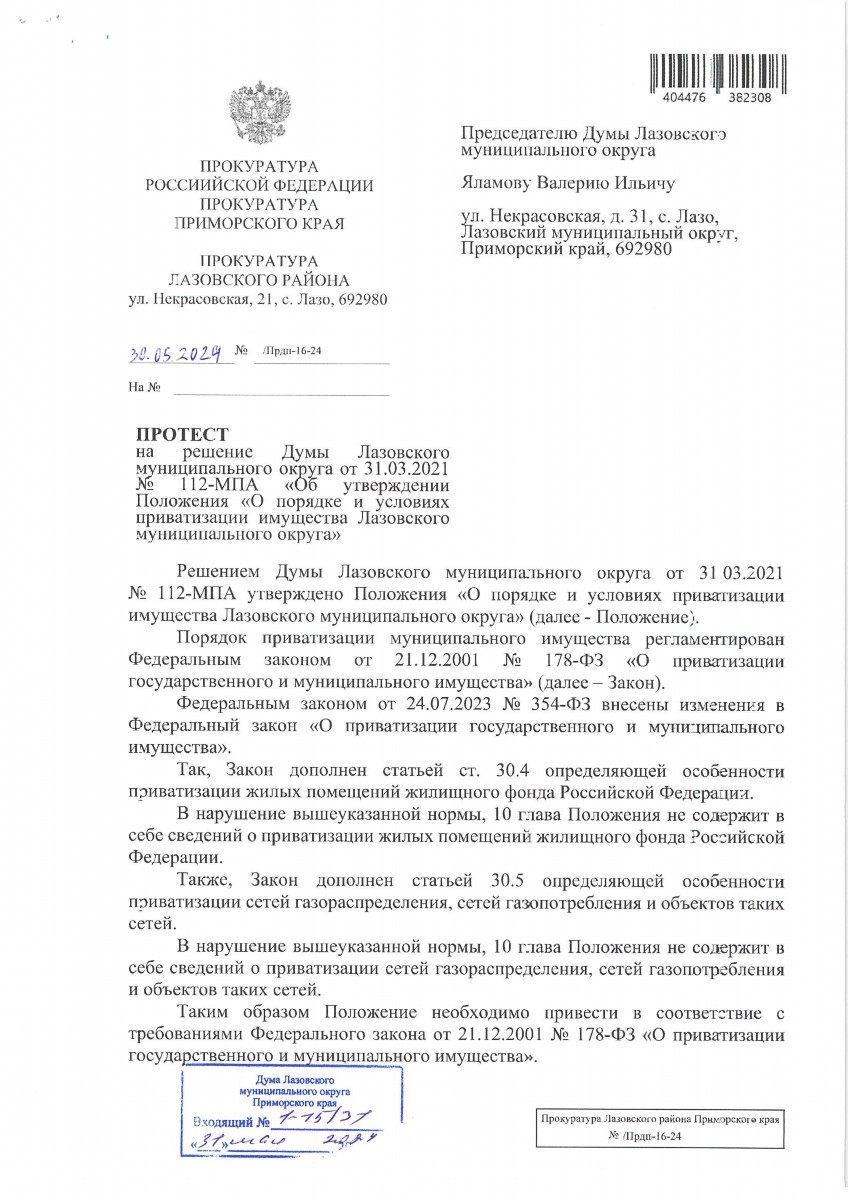 404476 382308
ПРОКУРАТУРА
РОССИИЙСКОЙ ФЕДЕРАЦИИ
ПРОКУРАТУРА
ПРИМОРСКОГО КРАЯ
ПРОКУРАТУРА
ЛАЗОВСКОГО РАЙОНА
ул. Некрасовская, 21, с. Лазо, 692980
Председателю Думы Лазовского
муниципального округа
Яламову Валерию Ильичу
ул. Некрасовская, д. 31, с. Лазо,
Лазовский муниципальный округ,
Приморский край, 692980
30.05.2024 № /Прдп-16-24
На №
ПРОТЕСТ
на решение Думы Лазовского
муниципального округа от 31.03.2021
№ 112-МПА «Об утверждении
Положения «О порядке и условиях
приватизации имущества Лазовского
муниципального округа»
Решением Думы Лазовского муниципального округа от 31.03.2021
№ 112-МПА утверждено Положения «О порядке и условиях приватизации
имущества Лазовского муниципального округа» (далее - Положение).
Порядок приватизации муниципального имущества регламентирован
Федеральным законом от 21.12.2001 № 178-ФЗ «О приватизации
государственного и муниципального имущества» (далее – Закон).
Федеральным законом от 24.07.2023 № 354-ФЗ внесены изменения в
Федеральный закон «О приватизации государственного и муниципального
имущества».
Так, Закон дополнен статьей ст. 30.4 определяющей особенности
приватизации жилых помещений жилищного фонда Российской Федерации.
В нарушение вышеуказанной нормы, 10 глава Положения не содержит в
себе сведений о приватизации жилых помещений жилищного фонда Российской
Федерации.
Также, Закон дополнен статьей 30.5 определяющей особенности
приватизации сетей газораспределения, сетей газопотребления и объектов таких
сетей.
В нарушение вышеуказанной нормы, 10 глава Положения не содержит в
себе сведений о приватизации сетей газораспределения, сетей газопотребления
и объектов таких сетей.
Таким образом Положение необходимо привести в соответствие с
требованиями Федерального закона от 21.12.2001 № 178-ФЗ «О приватизации
государственного и муниципального имущества».
Дума Лазовского
муниципального округа
Приморского края
Входящий № 1-15/31
«31» мая 2024
Прокуратура Лазовского района Приморского края
№ /Прдп-16-24